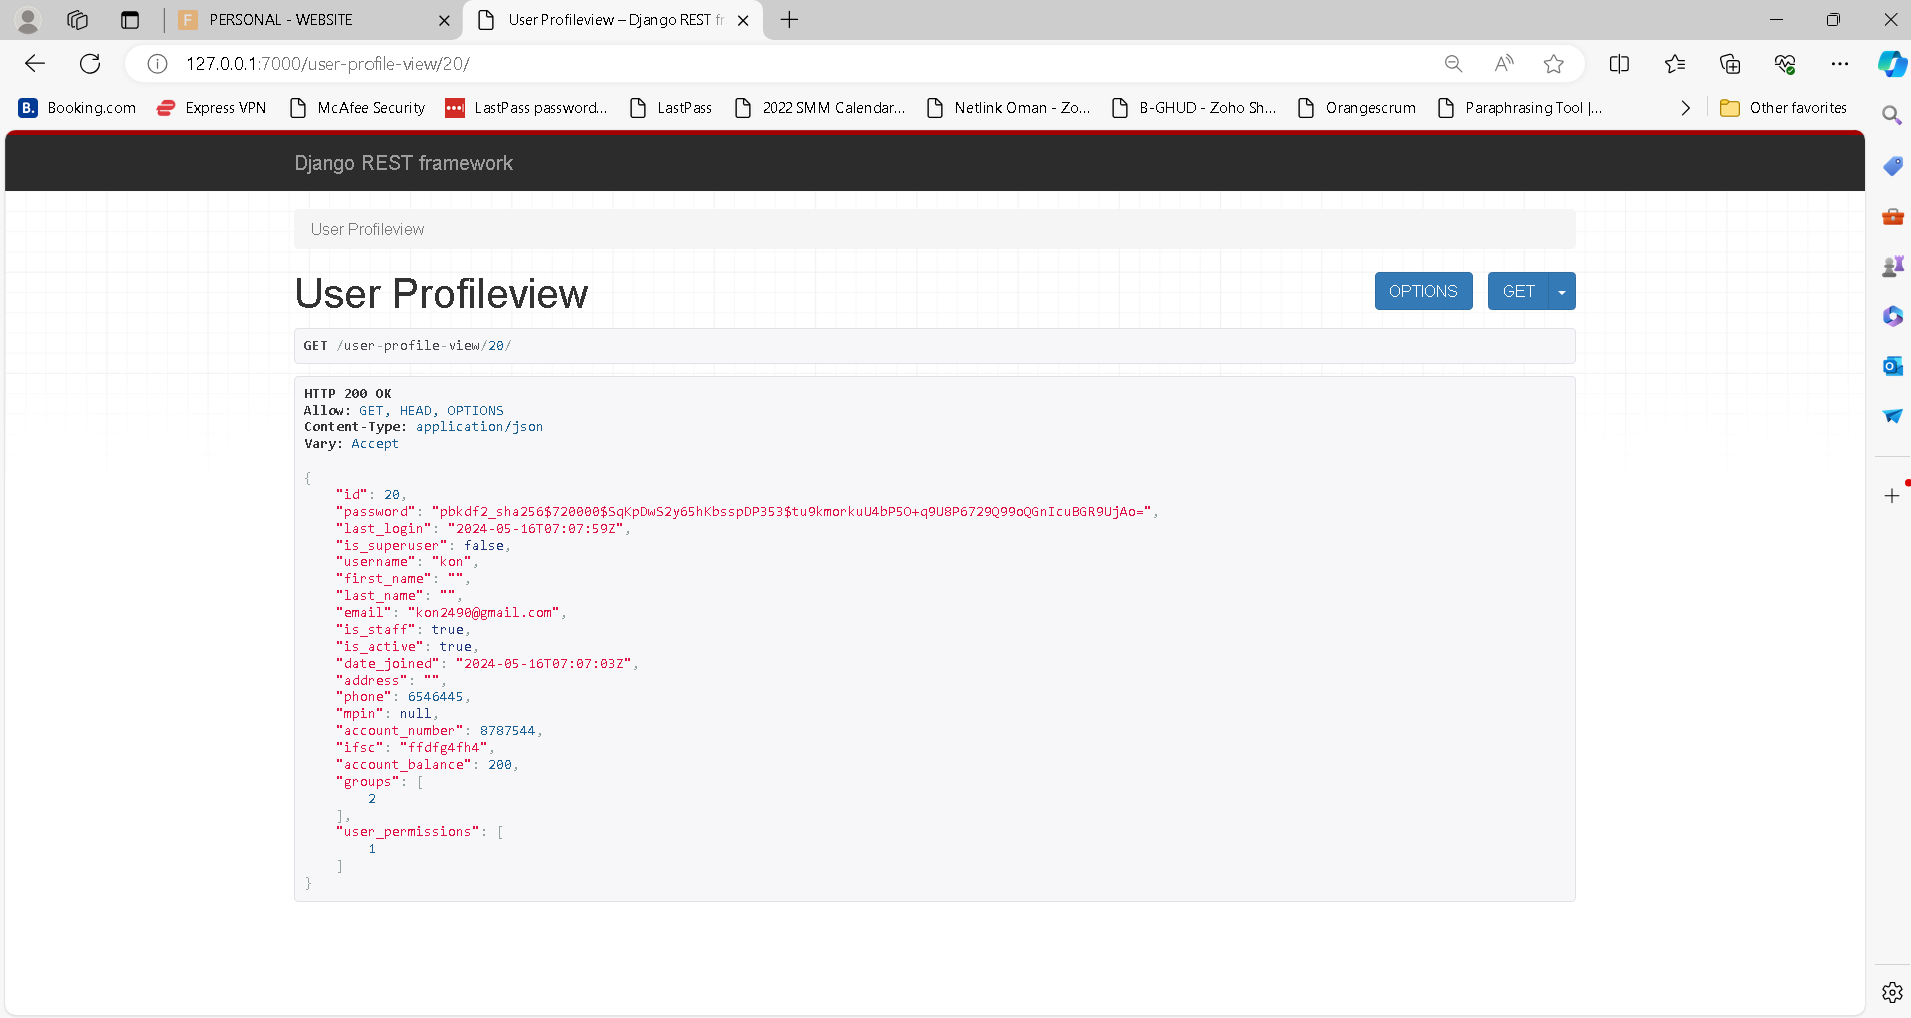 PERSONAL - WEBSITE
User Profileview – Django REST fr
127.0.0.1:7000/user-profile-view/20/
Booking.com
Express VPN
McAfee Security
LastPass password...
LastPass
2022 SMM Calendar...
Netlink Oman - Zo...
B-GHUD - Zoho Sh...
Orangescrum
Paraphrasing Tool |...
Other favorites
Django REST framework
User Profileview
User Profileview
OPTIONS
GET
GET /user-profile-view/20/
HTTP 200 OK
Allow: GET, HEAD, OPTIONS
Content-Type: application/json
Vary: Accept
{
"id": 20,
"password": "pbkdf2_sha256$720000$SqKpDwS2y65hKbsspDP353$tu9kmorkuU4bP5O+q9U8P6729Q99oQGnIcuBGR9UjAo=",
"last_login": "2024-05-16T07:07:59Z",
"is_superuser": false,
"username": "kon",
"first_name": "",
"last_name": "",
"email": "kon2490@gmail.com",
"is_staff": true,
"is_active": true,
"date_joined": "2024-05-16T07:07:03Z",
"address": "",
"phone": 6546445,
"mpin": null,
"account_number": 8787544,
"ifsc": "ffdfg4fh4",
"account_balance": 200,
"groups": [
2
],
"user_permissions": [
1
]
}